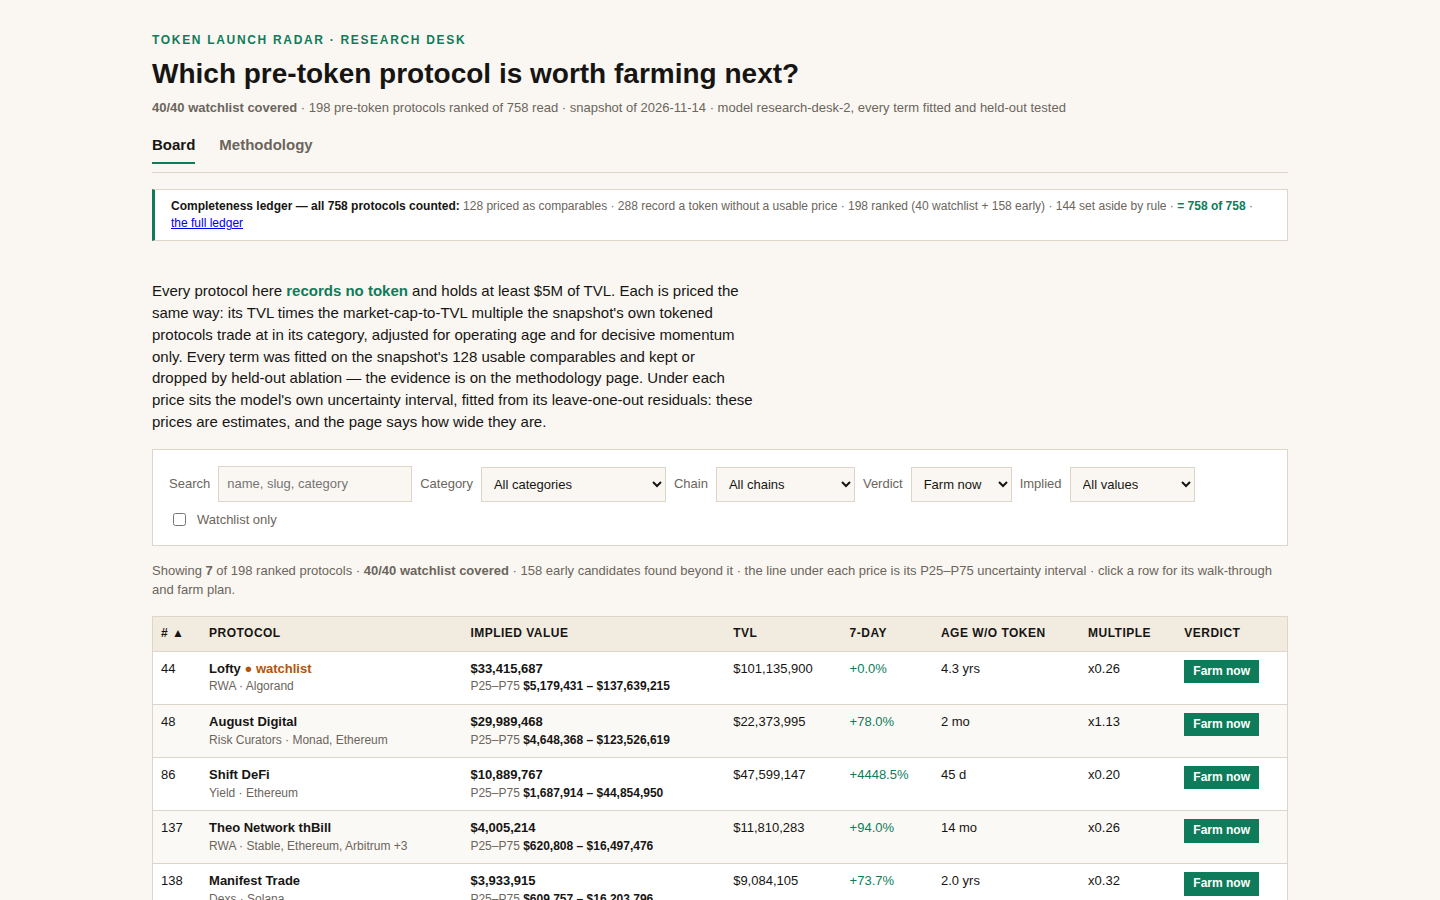 TOKEN LAUNCH RADAR · RESEARCH DESK
Which pre-token protocol is worth farming next?
40/40 watchlist covered · 198 pre-token protocols ranked of 758 read · snapshot of 2026-11-14 · model research-desk-2, every term fitted and held-out tested
Board Methodology
Completeness ledger — all 758 protocols counted: 128 priced as comparables · 288 record a token without a usable price · 198 ranked (40 watchlist + 158 early) · 144 set aside by rule · = 758 of 758 ·
the full ledger
Every protocol here records no token and holds at least $5M of TVL. Each is priced the
same way: its TVL times the market-cap-to-TVL multiple the snapshot's own tokened
protocols trade at in its category, adjusted for operating age and for decisive momentum
only. Every term was fitted on the snapshot's 128 usable comparables and kept or
dropped by held-out ablation — the evidence is on the methodology page. Under each
price sits the model's own uncertainty interval, fitted from its leave-one-out residuals: these
prices are estimates, and the page says how wide they are.
Search name, slug, category Category All categories Chain All chains Verdict Farm now Implied All values
Watchlist only
Showing 7 of 198 ranked protocols · 40/40 watchlist covered · 158 early candidates found beyond it · the line under each price is its P25–P75 uncertainty interval · click a row for its walk-through
and farm plan.
# ▲ PROTOCOL IMPLIED VALUE TVL 7-DAY AGE W/O TOKEN MULTIPLE VERDICT
44 Lofty ● watchlist $33,415,687 $101,135,900 +0.0% 4.3 yrs x0.26 Farm now
RWA · Algorand P25–P75 $5,179,431 – $137,639,215
48 August Digital $29,989,468 $22,373,995 +78.0% 2 mo x1.13 Farm now
Risk Curators · Monad, Ethereum P25–P75 $4,648,368 – $123,526,619
86 Shift DeFi $10,889,767 $47,599,147 +4448.5% 45 d x0.20 Farm now
Yield · Ethereum P25–P75 $1,687,914 – $44,854,950
137 Theo Network thBill $4,005,214 $11,810,283 +94.0% 14 mo x0.26 Farm now
RWA · Stable, Ethereum, Arbitrum +3 P25–P75 $620,808 – $16,497,476
138 Manifest Trade $3,933,915 $9,084,105 +73.7% 2.0 yrs x0.32 Farm now
Dexs · Solana P25–P75 $609,757 – $16,203,796